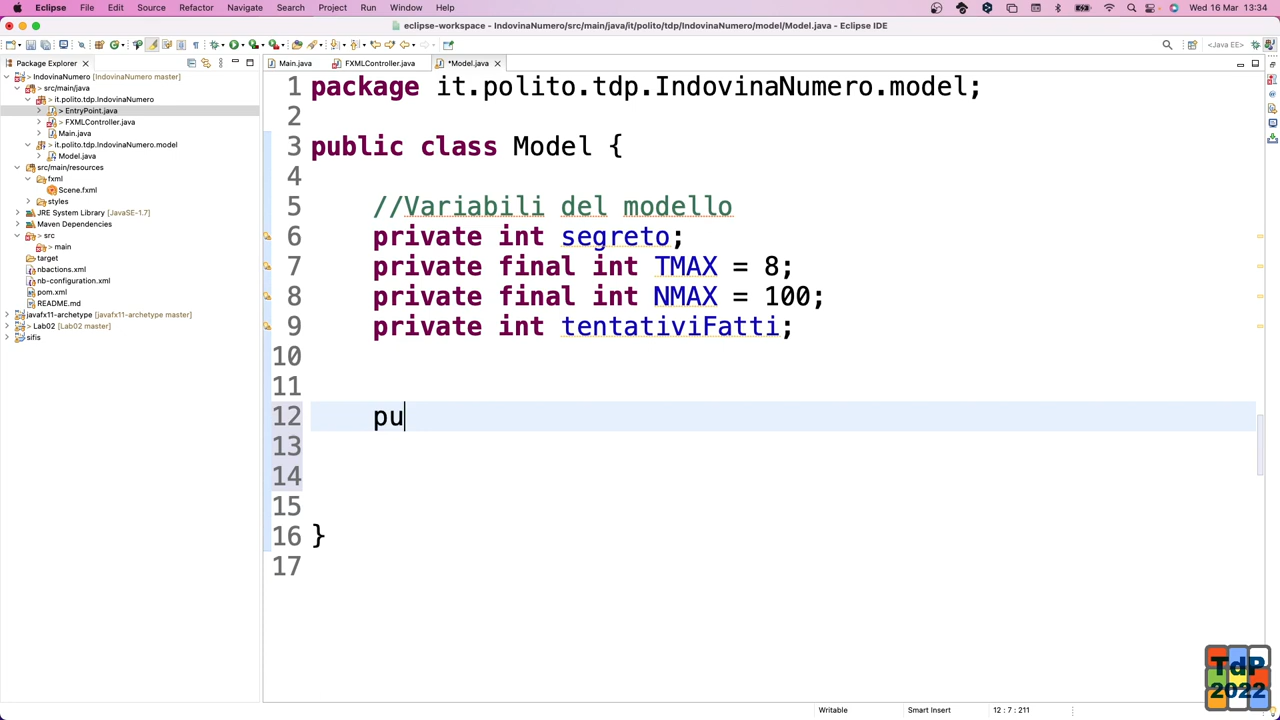 Eclipse File Edit Source Refactor Navigate Search Project Run Window Help Wed 16 Mar 13:34
eclipse-workspace - IndovinaNumero/src/main/java/it/polito/tdp/IndovinaNumero/model/Model.java - Eclipse IDE
<Java EE>
Package Explorer
Main.java FXMLController.java *Model.java
IndovinaNumero [IndovinaNumero master]
src/main/java
> it.polito.tdp.IndovinaNumero
> EntryPoint.java
> FXMLController.java
Main.java
> it.polito.tdp.IndovinaNumero.model
Model.java
src/main/resources
fxml
Scene.fxml
styles
JRE System Library [JavaSE-1.7]
Maven Dependencies
> src
main
target
nbactions.xml
nb-configuration.xml
pom.xml
README.md
javafx11-archetype [javafx11-archetype master]
> Lab02 [Lab02 master]
sifis
1 package it.polito.tdp.IndovinaNumero.model;
2
3 public class Model {
4
5 //Variabili del modello
6 private int segreto;
7 private final int TMAX = 8;
8 private final int NMAX = 100;
9 private int tentativiFatti;
10
11
12 pu
13
14
15
16 }
17
TdP
2022
Writable Smart Insert 12 : 7 : 211